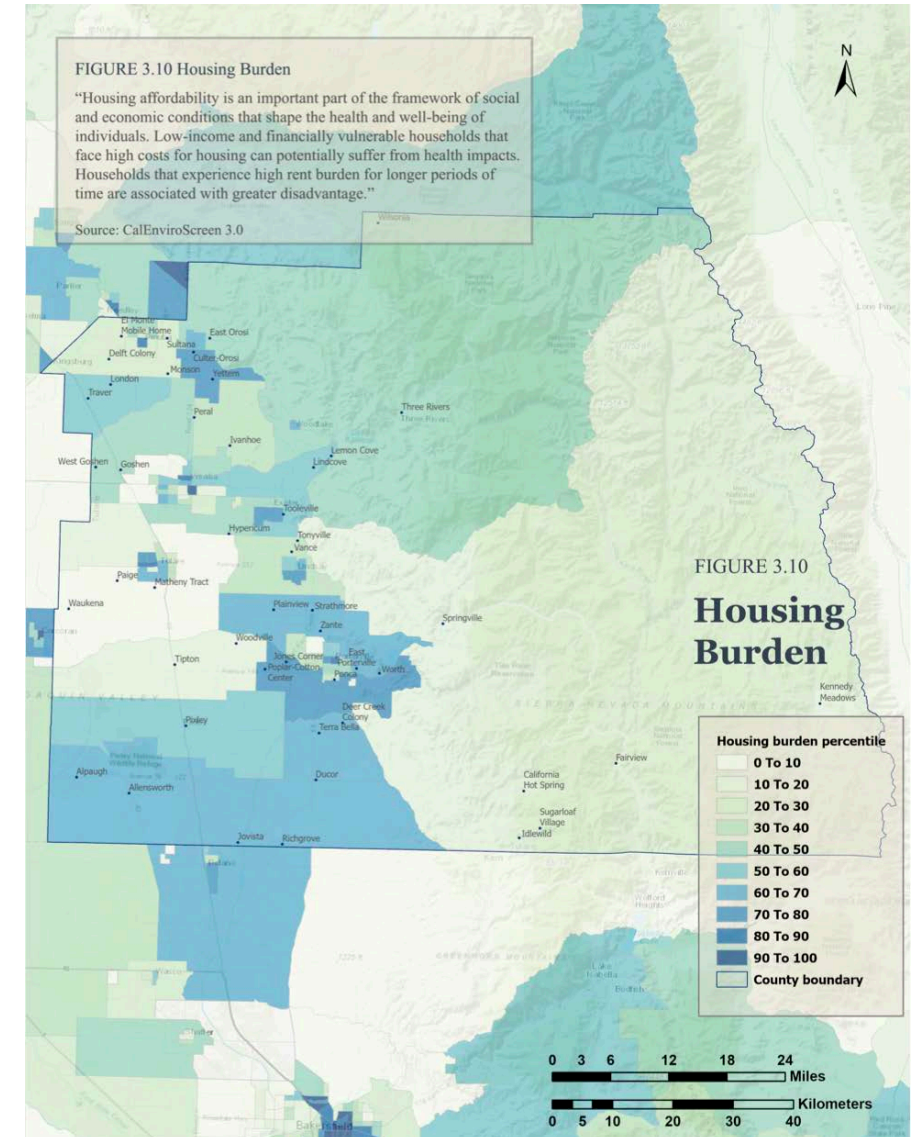 FIGURE 3.10 Housing Burden
“Housing affordability is an important part of the framework of social
and economic conditions that shape the health and well-being of
individuals. Low-income and financially vulnerable households that
face high costs for housing can potentially suffer from health impacts.
Households that experience high rent burden for longer periods of
time are associated with greater disadvantage.”
Source: CalEnviroScreen 3.0
N
El Monte
Mobile Home
Sultana
East Orosi
Delft Colony
Culter-Orosi
Monson
Yettem
London
Traver
Peral
Three Rivers
Three Rivers
Ivanhoe
Lemon Cove
West Goshen
Goshen
Lindcove
Tooleville
Hypericum
Tonyville
Vance
Paige
Matheny Tract
Waukena
Plainview
Strathmore
Springville
Zante
Woodville
Jones Corner
East
Porterville
Tipton
Poplar-Cotton
Center
Ponca
Worth
Deer Creek
Colony
Pixley
Terra Bella
Alpaugh
Allensworth
Ducor
Jovista
Richgrove
FIGURE 3.10
Housing
Burden
Kennedy
Meadows
Fairview
California
Hot Spring
Sugarloaf
Village
Idlewild
Housing burden percentile
0 To 10
10 To 20
20 To 30
30 To 40
40 To 50
50 To 60
60 To 70
70 To 80
80 To 90
90 To 100
County boundary
Lone Pine
Bakersfield
0 3 6 12 18 24
Miles
Kilometers
0 5 10 20 30 40